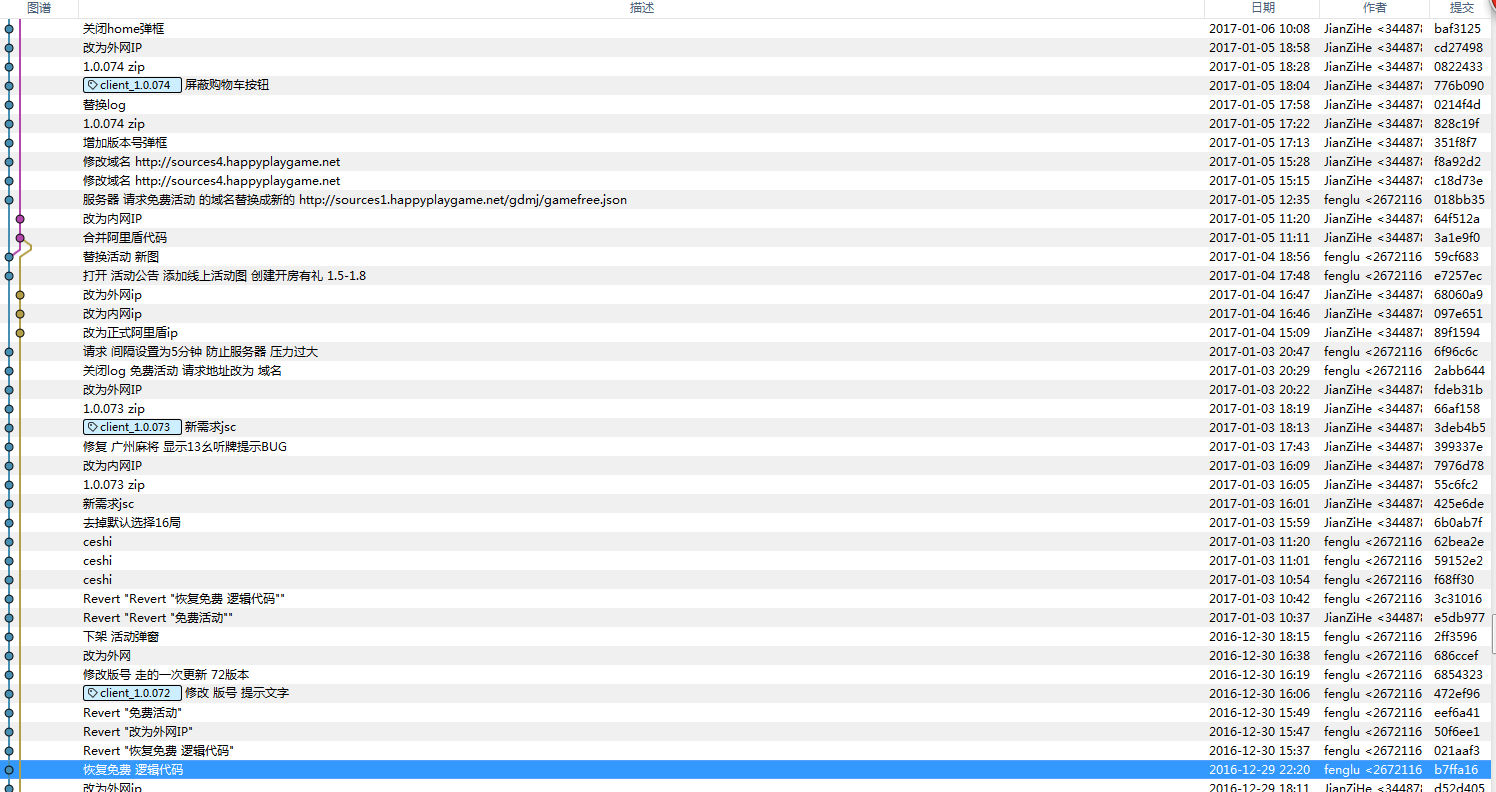 图谱 描述 日期 作者 提交
关闭home弹框 2017-01-06 10:08 JianZiHe <34487 baf3125
改为外网IP 2017-01-05 18:58 JianZiHe <34487 cd27498
1.0.074 zip 2017-01-05 18:28 JianZiHe <34487 0822433
client_1.0.074 屏蔽购物车按钮 2017-01-05 18:04 JianZiHe <34487 776b090
替换log 2017-01-05 17:58 JianZiHe <34487 0214f4d
1.0.074 zip 2017-01-05 17:22 JianZiHe <34487 828c19f
增加版本号弹框 2017-01-05 17:13 JianZiHe <34487 351f8f7
修改域名 http://sources4.happyplaygame.net 2017-01-05 15:28 JianZiHe <34487 f8a92d2
修改域名 http://sources4.happyplaygame.net 2017-01-05 15:15 JianZiHe <34487 c18d73e
服务器 请求免费活动 的域名替换成新的 http://sources1.happyplaygame.net/gdmj/gamefree.json 2017-01-05 12:35 fenglu <2672116 018bb35
改为内网IP 2017-01-05 11:20 JianZiHe <34487 64f512a
合并阿里盾代码 2017-01-05 11:11 JianZiHe <34487 3a1e9f0
替换活动 新图 2017-01-04 18:56 fenglu <2672116 59cf683
打开 活动公告 添加线上活动图 创建开房有礼 1.5-1.8 2017-01-04 17:48 fenglu <2672116 e7257ec
改为外网ip 2017-01-04 16:47 JianZiHe <34487 68060a9
改为内网ip 2017-01-04 16:46 JianZiHe <34487 097e651
改为正式阿里盾ip 2017-01-04 15:09 JianZiHe <34487 89f1594
请求 间隔设置为5分钟 防止服务器 压力过大 2017-01-03 20:47 fenglu <2672116 6f96c6c
关闭log 免费活动 请求地址改为 域名 2017-01-03 20:29 fenglu <2672116 2abb644
改为外网IP 2017-01-03 20:22 JianZiHe <34487 fdeb31b
1.0.073 zip 2017-01-03 18:19 JianZiHe <34487 66af158
client_1.0.073 新需求jsc 2017-01-03 18:13 JianZiHe <34487 3deb4b5
修复 广州麻将 显示13幺听牌提示BUG 2017-01-03 17:43 JianZiHe <34487 399337e
改为内网IP 2017-01-03 16:09 JianZiHe <34487 7976d78
1.0.073 zip 2017-01-03 16:05 JianZiHe <34487 55c6fc2
新需求jsc 2017-01-03 16:01 JianZiHe <34487 425e6de
去掉默认选择16局 2017-01-03 15:59 JianZiHe <34487 6b0ab7f
ceshi 2017-01-03 11:20 fenglu <2672116 62bea2e
ceshi 2017-01-03 11:01 fenglu <2672116 59152e2
ceshi 2017-01-03 10:54 fenglu <2672116 f68ff30
Revert "Revert "恢复免费 逻辑代码"" 2017-01-03 10:42 fenglu <2672116 3c31016
Revert "Revert "免费活动"" 2017-01-03 10:37 JianZiHe <34487 e5db977
下架 活动弹窗 2016-12-30 18:15 fenglu <2672116 2ff3596
改为外网 2016-12-30 16:38 fenglu <2672116 686ccef
修改版号 走的一次更新 72版本 2016-12-30 16:19 fenglu <2672116 6854323
client_1.0.072 修改 版号 提示文字 2016-12-30 16:06 fenglu <2672116 472ef96
Revert "免费活动" 2016-12-30 15:49 fenglu <2672116 eef6a41
Revert "改为外网IP" 2016-12-30 15:47 fenglu <2672116 50f6ee1
Revert "恢复免费 逻辑代码" 2016-12-30 15:37 fenglu <2672116 021aaf3
恢复免费 逻辑代码 2016-12-29 22:20 fenglu <2672116 b7ffa16
改为外网ip 2016-12-29 18:11 JianZiHe <34487 d52d405